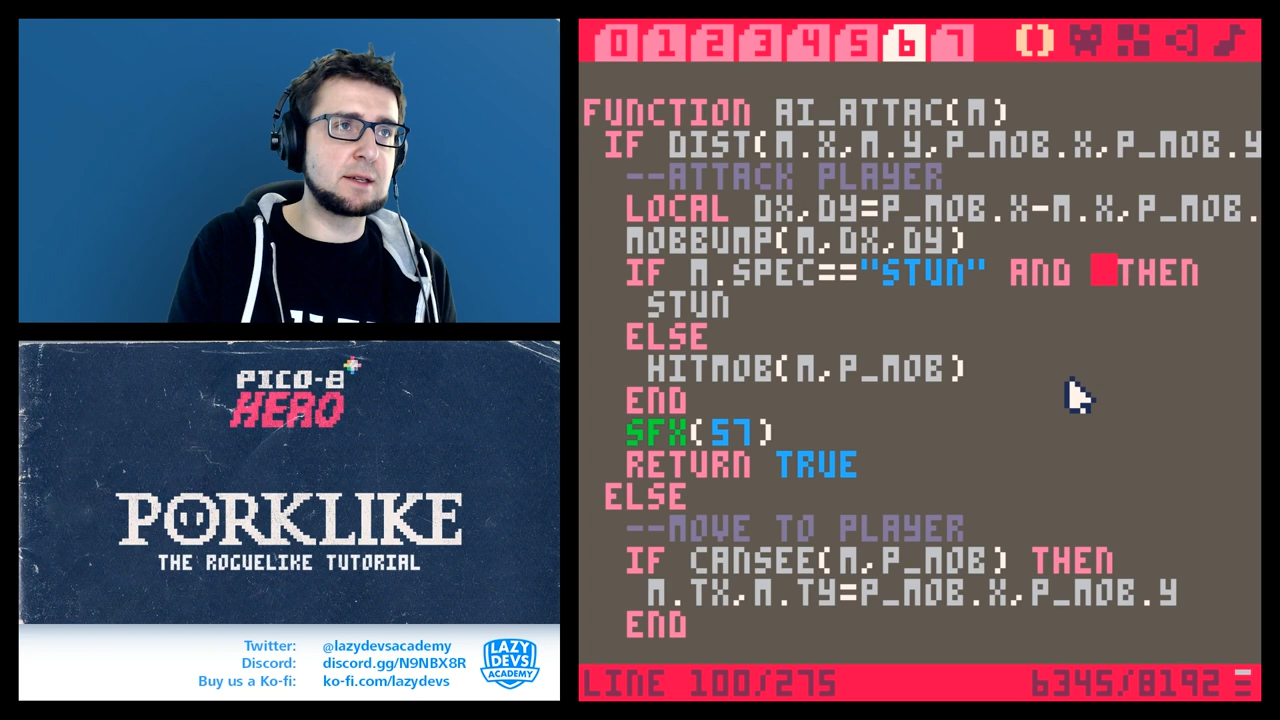 0 1 2 3 4 5 6 7
FUNCTION AI_ATTAC(M)
IF DIST(M.X,M.Y,P_MOB.X,P_MOB.Y
--ATTACK PLAYER
LOCAL DX,DY=P_MOB.X-M.X,P_MOB.
MOBBUMP(M,DX,DY)
IF M.SPEC=="STUN" AND THEN
STUN
ELSE
HITMOB(M,P_MOB)
END
SFX(57)
RETURN TRUE
ELSE
--MOVE TO PLAYER
IF CANSEE(M,P_MOB) THEN
M.TX,M.TY=P_MOB.X,P_MOB.Y
END
LINE 100/275 6345/8192
PICO-8
HERO
PORKLIKE
THE ROGUELIKE TUTORIAL
Twitter: @lazydevsacademy
Discord: discord.gg/N9NBX8R
Buy us a Ko-fi: ko-fi.com/lazydevs
LAZY
DEVS
ACADEMY